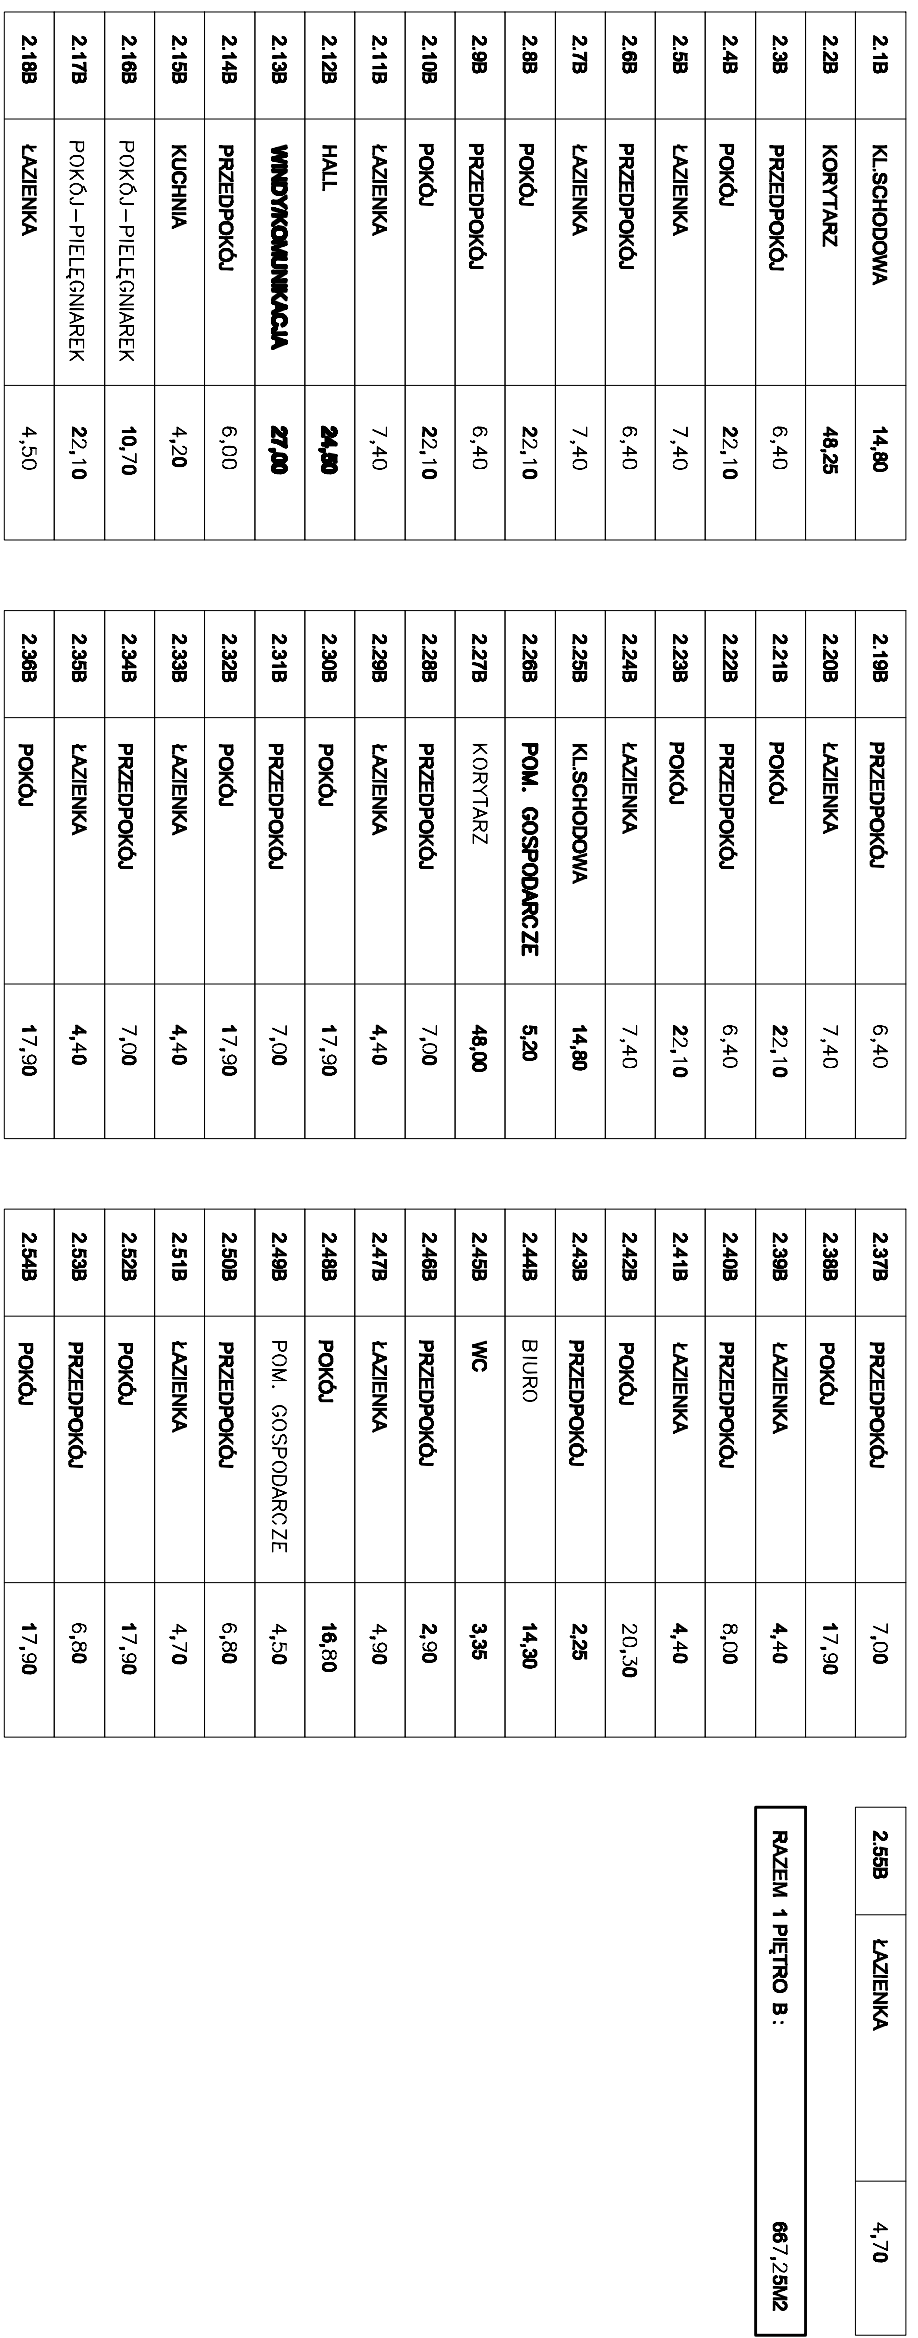 2.1B KL.SCHODOWA 14,80
2.2B KORYTARZ 48,25
2.3B PRZEDPOKÓJ 6,40
2.4B POKÓJ 22,10
2.5B ŁAZIENKA 7,40
2.6B PRZEDPOKÓJ 6,40
2.7B ŁAZIENKA 7,40
2.8B POKÓJ 22,10
2.9B PRZEDPOKÓJ 6,40
2.10B POKÓJ 22,10
2.11B ŁAZIENKA 7,40
2.12B HALL 24,50
2.13B WINDY/KOMUNIKACJA 27,00
2.14B PRZEDPOKÓJ 6,00
2.15B KUCHNIA 4,20
2.16B POKÓJ-PIELĘGNIAREK 10,70
2.17B POKÓJ-PIELĘGNIAREK 22,10
2.18B ŁAZIENKA 4,50
2.19B PRZEDPOKÓJ 6,40
2.20B ŁAZIENKA 7,40
2.21B POKÓJ 22,10
2.22B PRZEDPOKÓJ 6,40
2.23B POKÓJ 22,10
2.24B ŁAZIENKA 7,40
2.25B KL.SCHODOWA 14,80
2.26B POM. GOSPODARCZE 5,20
2.27B KORYTARZ 48,00
2.28B PRZEDPOKÓJ 7,00
2.29B ŁAZIENKA 4,40
2.30B POKÓJ 17,90
2.31B PRZEDPOKÓJ 7,00
2.32B POKÓJ 17,90
2.33B ŁAZIENKA 4,40
2.34B PRZEDPOKÓJ 7,00
2.35B ŁAZIENKA 4,40
2.36B POKÓJ 17,90
2.37B PRZEDPOKÓJ 7,00
2.38B POKÓJ 17,90
2.39B ŁAZIENKA 4,40
2.40B PRZEDPOKÓJ 8,00
2.41B ŁAZIENKA 4,40
2.42B POKÓJ 20,30
2.43B PRZEDPOKÓJ 2,25
2.44B BIURO 14,30
2.45B WC 3,35
2.46B PRZEDPOKÓJ 2,90
2.47B ŁAZIENKA 4,90
2.48B POKÓJ 16,80
2.49B POM. GOSPODARCZE 4,50
2.50B PRZEDPOKÓJ 6,80
2.51B ŁAZIENKA 4,70
2.52B POKÓJ 17,90
2.53B PRZEDPOKÓJ 6,80
2.54B POKÓJ 17,90
2.55B ŁAZIENKA 4,70
RAZEM 1 PIĘTRO B : 667,25M2